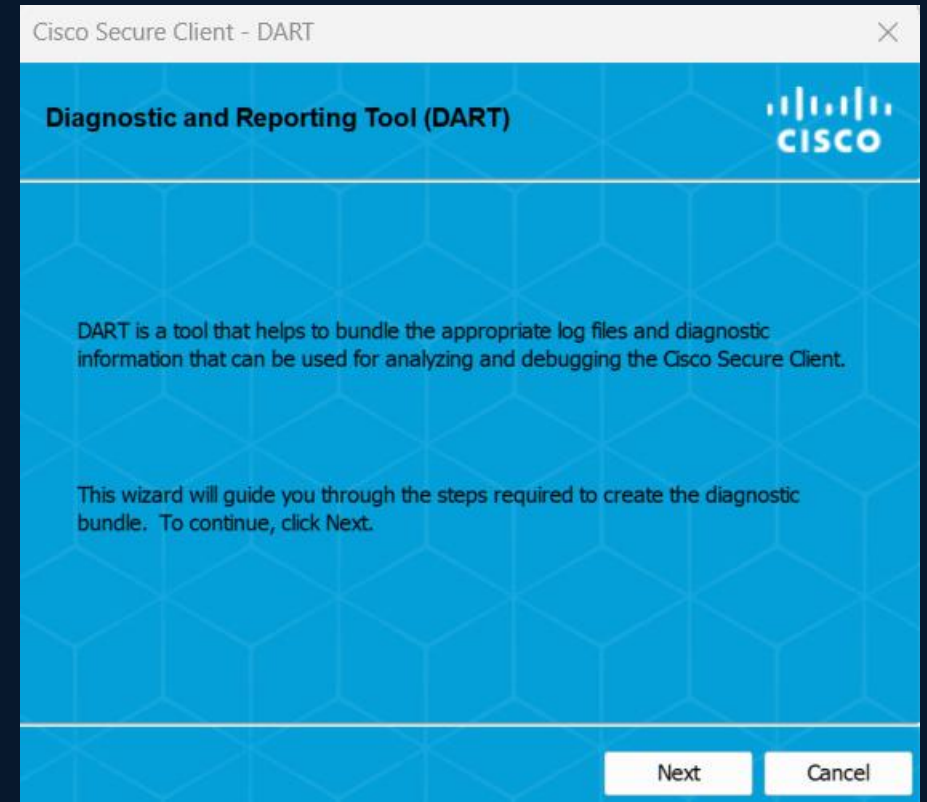 Cisco Secure Client - DART
Diagnostic and Reporting Tool (DART)
CISCO
DART is a tool that helps to bundle the appropriate log files and diagnostic
information that can be used for analyzing and debugging the Cisco Secure Client.
This wizard will guide you through the steps required to create the diagnostic
bundle.  To continue, click Next.
Next
Cancel